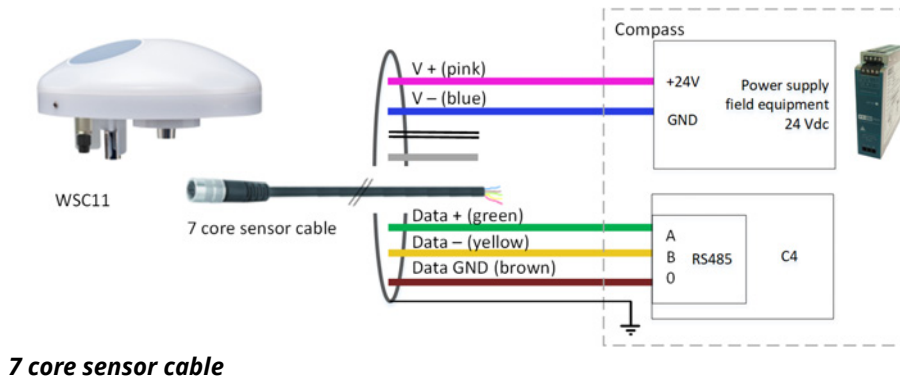 Compass
V + (pink)
V – (blue)
+24V
GND
Power supply
field equipment
24 Vdc
WSC11
7 core sensor cable
Data + (green)
Data – (yellow)
Data GND (brown)
A
B
0
RS485
C4
7 core sensor cable